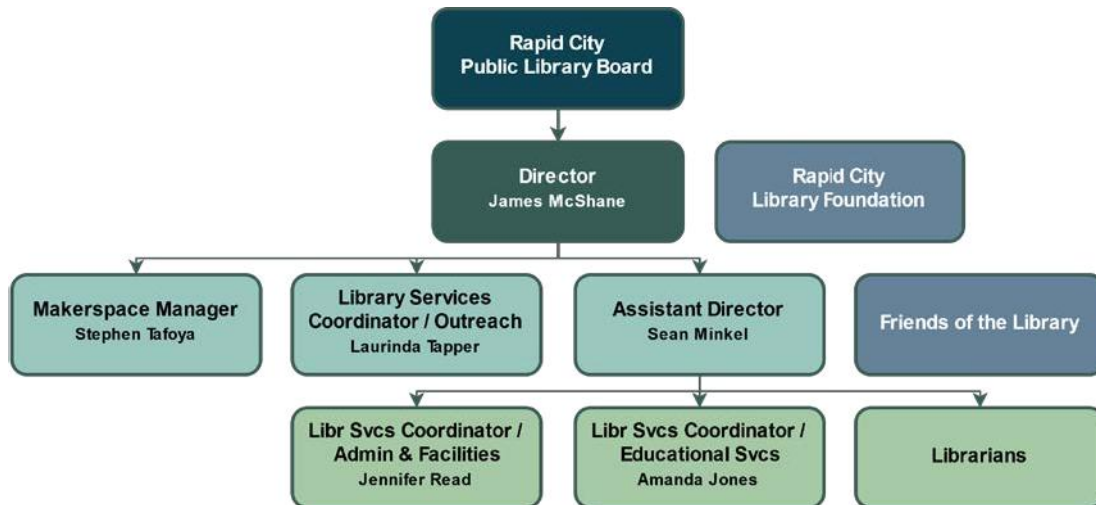 Rapid City
Public Library Board
Director
James McShane
Rapid City
Library Foundation
Makerspace Manager
Stephen Tafoya
Library Services
Coordinator / Outreach
Laurinda Tapper
Assistant Director
Sean Minkel
Friends of the Library
Libr Svcs Coordinator /
Admin & Facilities
Jennifer Read
Libr Svcs Coordinator /
Educational Svcs
Amanda Jones
Librarians